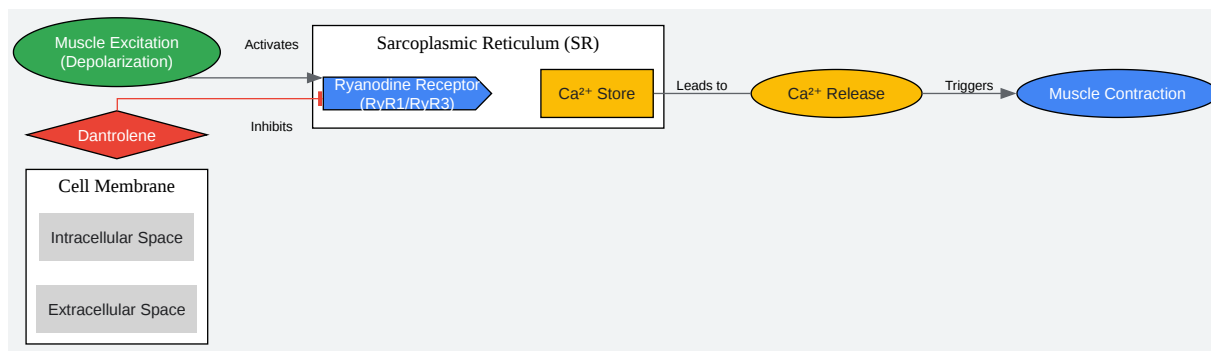 Muscle Excitation
(Depolarization)
Activates
Sarcoplasmic Reticulum (SR)
Ryanodine Receptor
(RyR1/RyR3)
Ca²⁺ Store
Leads to
Ca²⁺ Release
Triggers
Muscle Contraction
Dantrolene
Inhibits
Cell Membrane
Intracellular Space
Extracellular Space